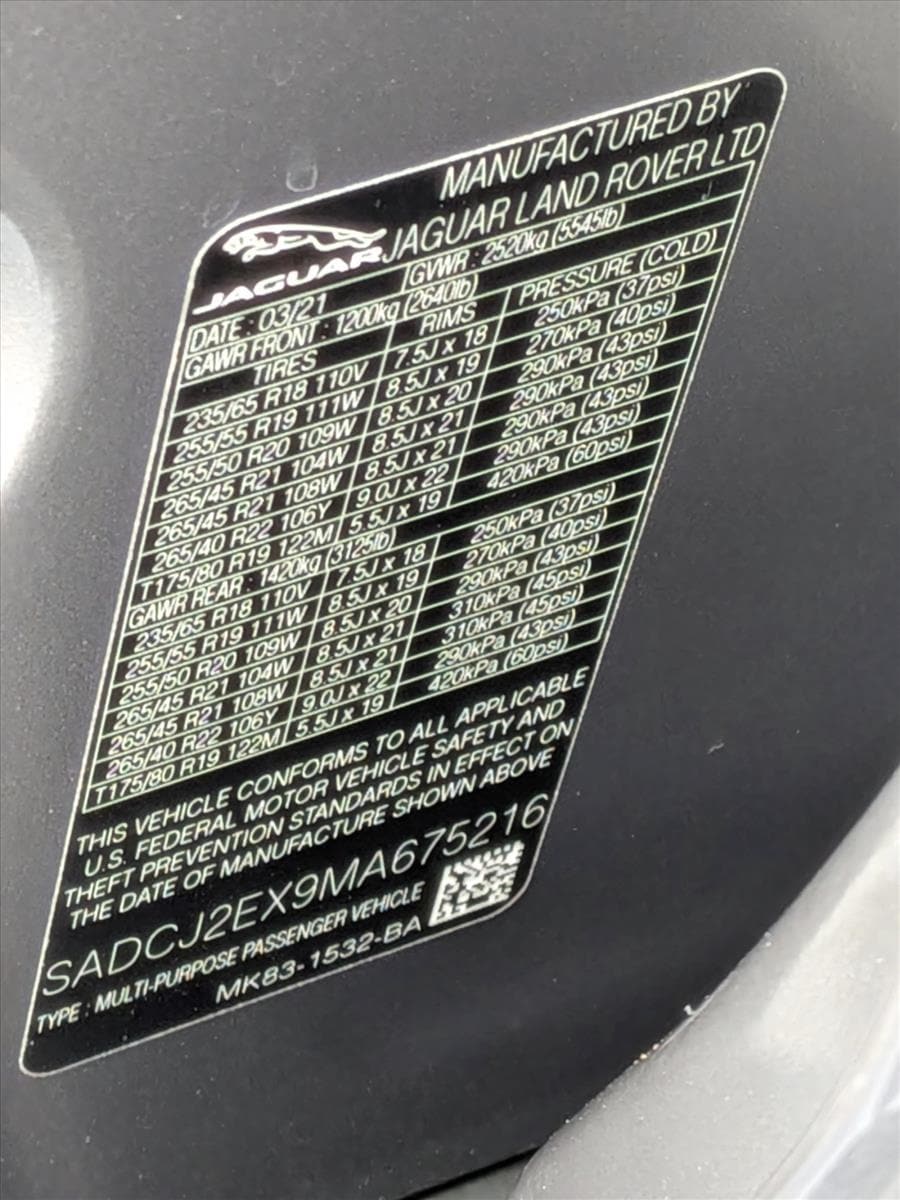 MANUFACTURED BY
JAGUAR JAGUAR LAND ROVER LTD
DATE : 03/21 GVWR : 2520kg (5545lb)
GAWR FRONT : 1200kg (2640lb)
TIRES RIMS PRESSURE (COLD)
235/65 R18 110V 7.5J x 18 250kPa (37psi)
255/55 R19 111W 8.5J x 19 270kPa (40psi)
255/50 R20 109W 8.5J x 20 290kPa (43psi)
265/45 R21 104W 8.5J x 21 290kPa (43psi)
265/45 R21 108W 8.5J x 21 290kPa (43psi)
265/40 R22 106Y 9.0J x 22 290kPa (43psi)
T175/80 R19 122M 5.5J x 19 420kPa (60psi)
GAWR REAR : 1420kg (3125lb)
235/65 R18 110V 7.5J x 18 250kPa (37psi)
255/55 R19 111W 8.5J x 19 270kPa (40psi)
255/50 R20 109W 8.5J x 20 290kPa (43psi)
265/45 R21 104W 8.5J x 21 310kPa (45psi)
265/45 R21 108W 8.5J x 21 310kPa (45psi)
265/40 R22 106Y 9.0J x 22 290kPa (43psi)
T175/80 R19 122M 5.5J x 19 420kPa (60psi)
THIS VEHICLE CONFORMS TO ALL APPLICABLE
U.S. FEDERAL MOTOR VEHICLE SAFETY AND
THEFT PREVENTION STANDARDS IN EFFECT ON
THE DATE OF MANUFACTURE SHOWN ABOVE
SADCJ2EX9MA675216
TYPE : MULTI-PURPOSE PASSENGER VEHICLE
MK83-1532-BA